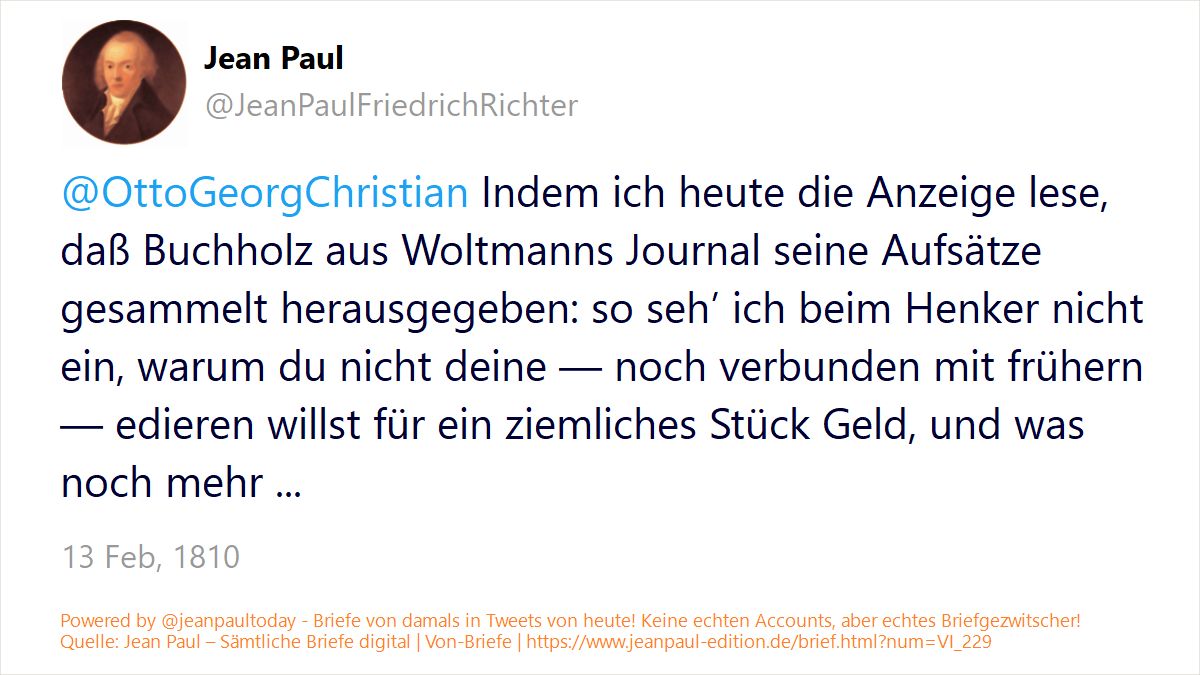 Jean Paul
@JeanPaulFriedrichRichter
@OttoGeorgChristian Indem ich heute die Anzeige lese,
daß Buchholz aus Woltmanns Journal seine Aufsätze
gesammelt herausgegeben: so seh’ ich beim Henker nicht
ein, warum du nicht deine — noch verbunden mit frühern
— edieren willst für ein ziemliches Stück Geld, und was
noch mehr ...
13 Feb, 1810
Powered by @jeanpaultoday - Briefe von damals in Tweets von heute! Keine echten Accounts, aber echtes Briefgezwitscher!
Quelle: Jean Paul – Sämtliche Briefe digital | Von-Briefe | https://www.jeanpaul-edition.de/brief.html?num=VI_229